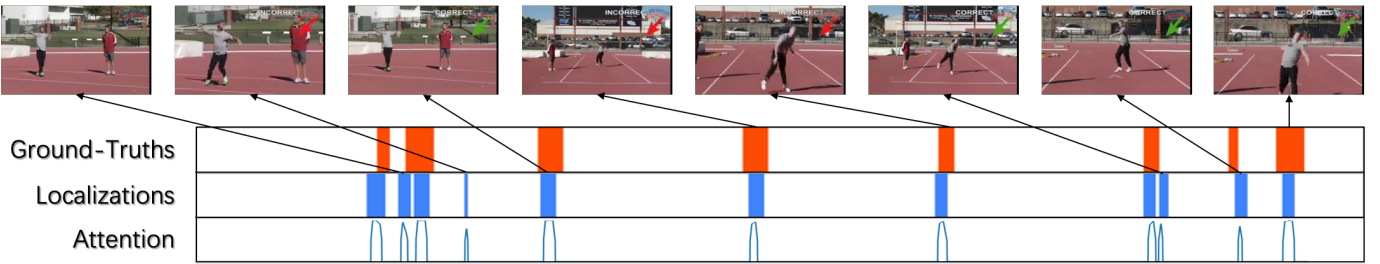 INCORRECT
CORRECT
INCORRECT
INCORRECT
CORRECT
CORRECT
CORRECT
Ground-Truths
Localizations
Attention